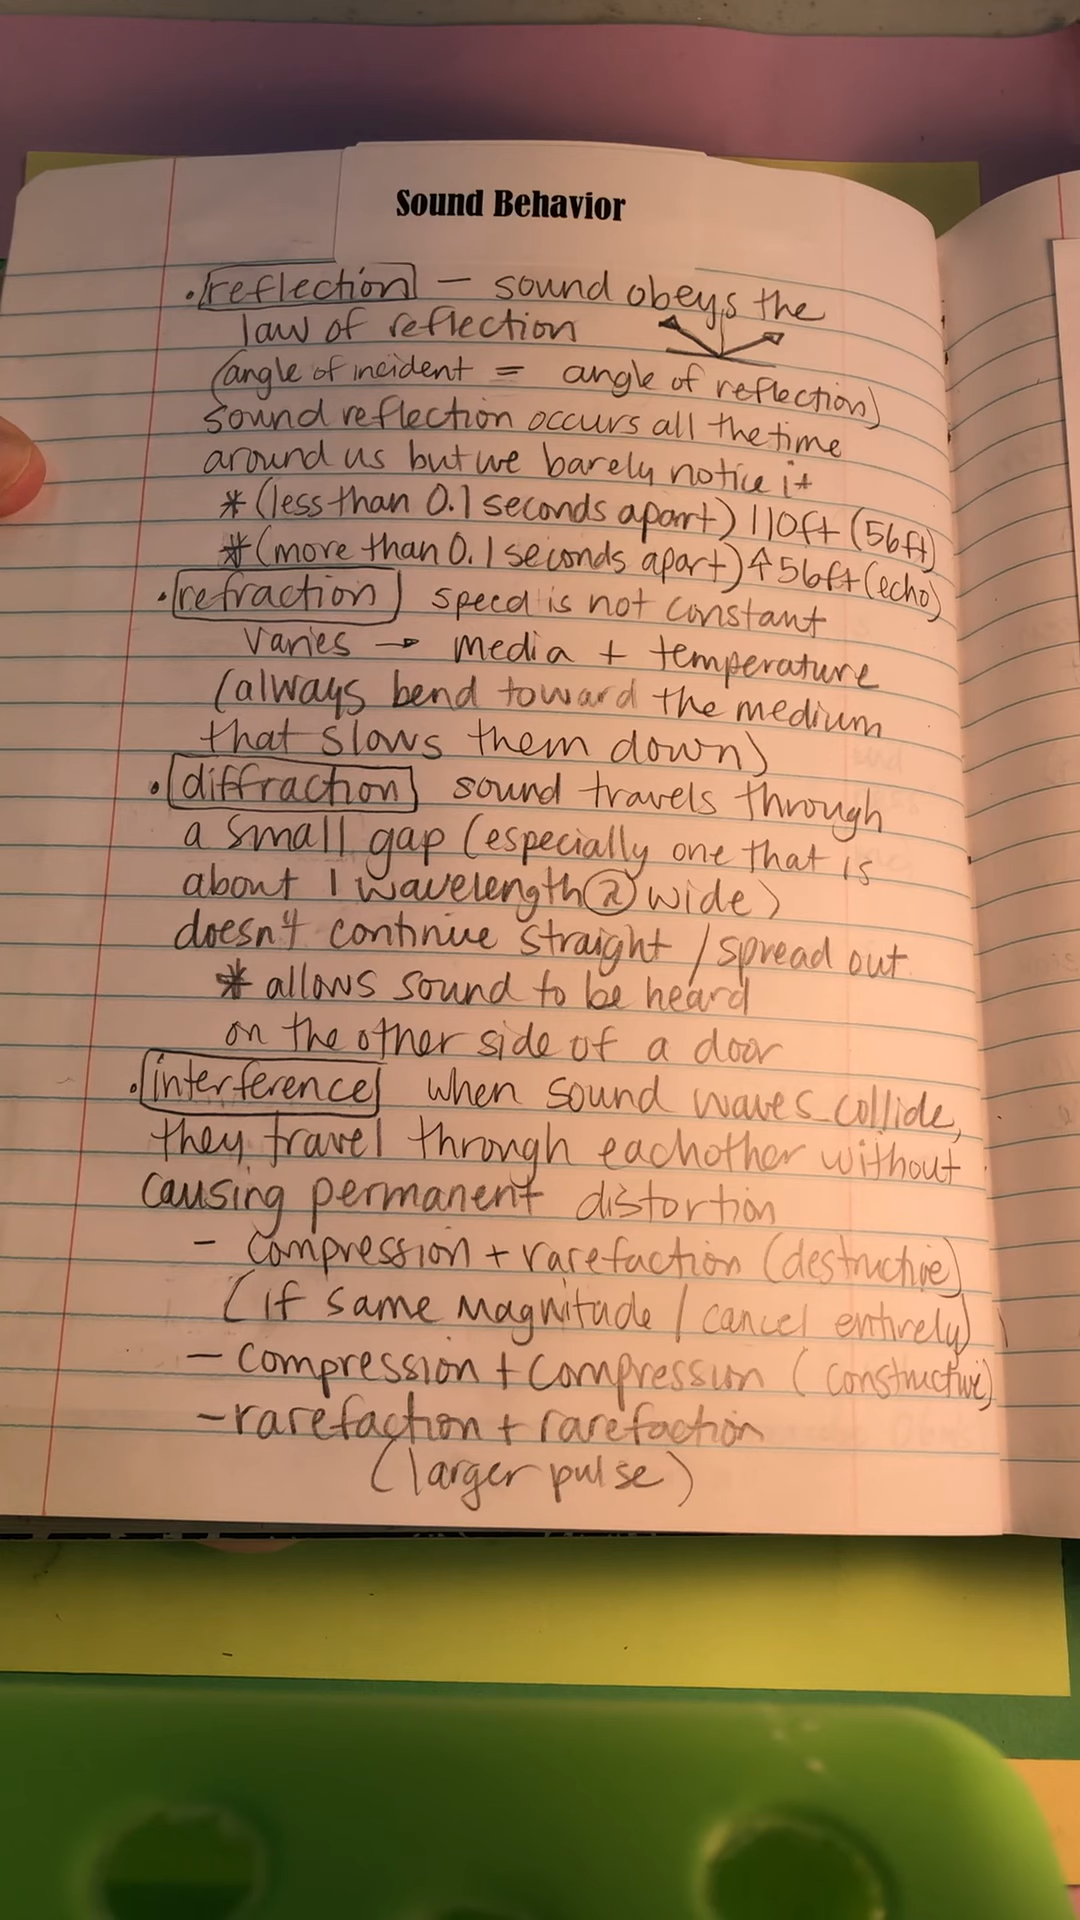 Sound Behavior
• reflection – sound obeys the
law of reflection
(angle of incident = angle of reflection)
sound reflection occurs all the time
around us but we barely notice it
* (less than 0.1 seconds apart) 110ft (56ft)
* (more than 0.1 seconds apart) ↑ 56ft (echo)
• refraction speed is not constant
varies → media + temperature
(always bend toward the medium
that slows them down)
• diffraction sound travels through
a small gap (especially one that is
about 1 wavelength λ wide)
doesn't continue straight / spread out
* allows sound to be heard
on the other side of a door
• interference when sound waves collide,
they travel through eachother without
causing permanent distortion
- compression + rarefaction (destructive)
(if same magnitude / cancel entirely)
- compression + compression (constructive)
- rarefaction + rarefaction
(larger pulse)